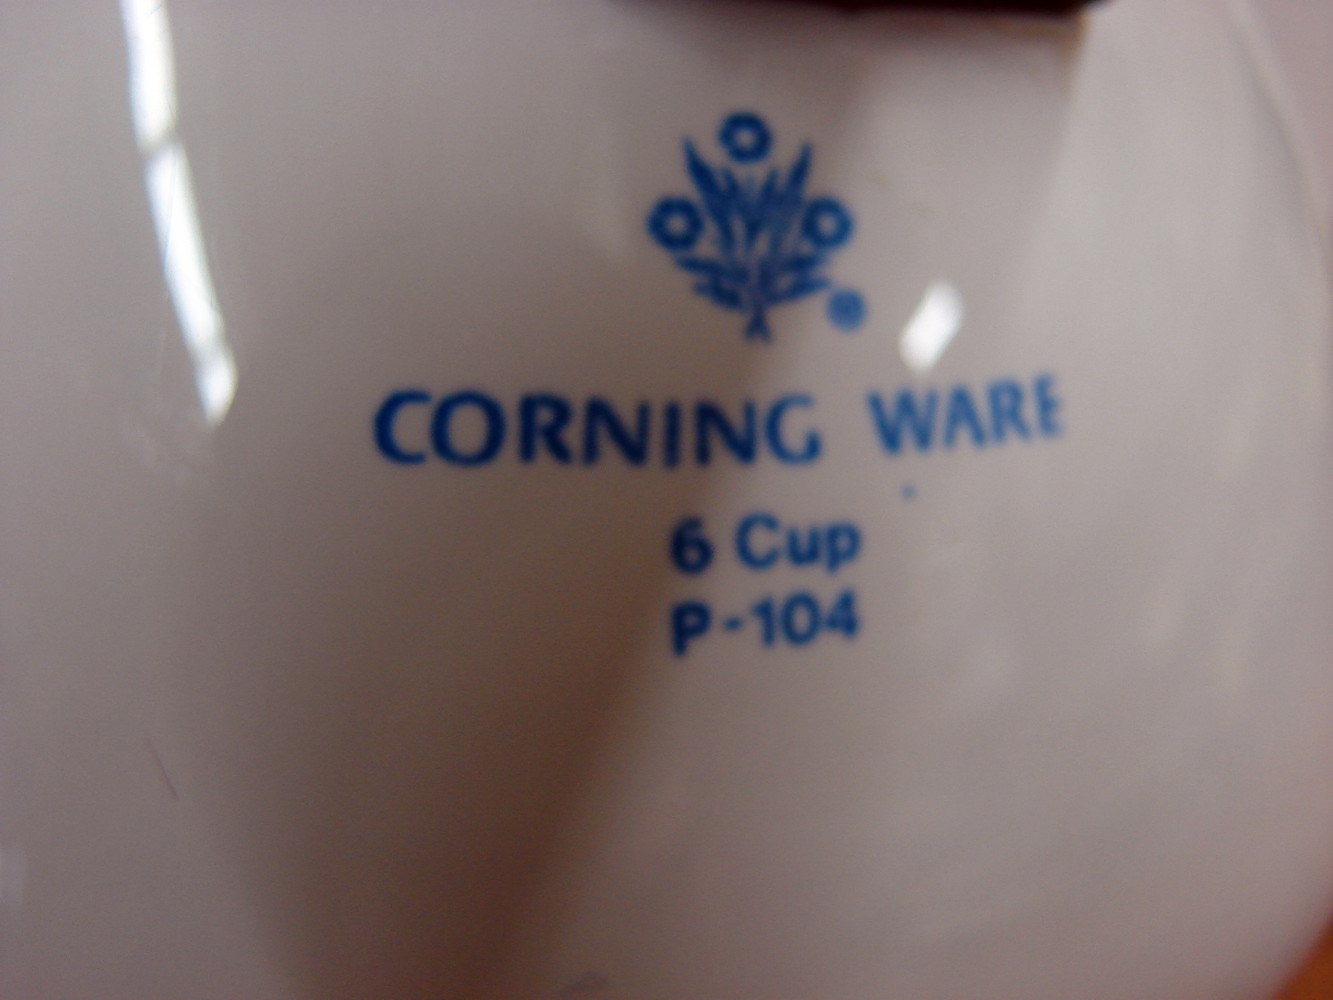 ®
CORNING WARE
6 Cup
P-104